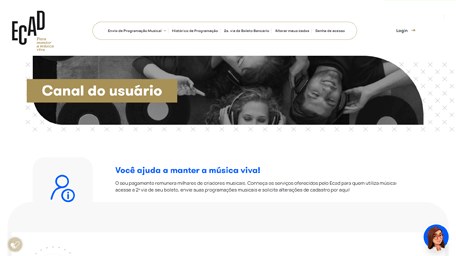 ECAD
Para
manter
a música
viva
Envio de Programação Musical
Histórico de Programação
2a. via de Boleto Bancário
Alterar meus dados
Senha de acesso
Login
Canal do usuário
Você ajuda a manter a música viva!
O seu pagamento remunera milhares de criadores musicais. Conheça os serviços oferecidos pelo Ecad para quem utiliza música:
acesse a 2ª via de seu boleto, envie suas programações musicais e solicite alterações de cadastro por aqui!